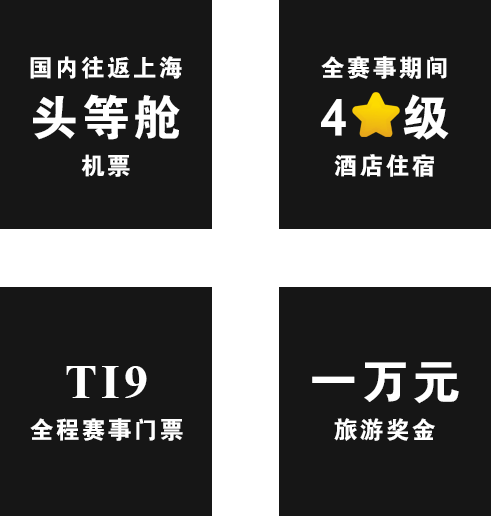 国内往返上海
头等舱
机票
全赛事期间
4⭐级
酒店住宿
TI9
全程赛事门票
一万元
旅游奖金